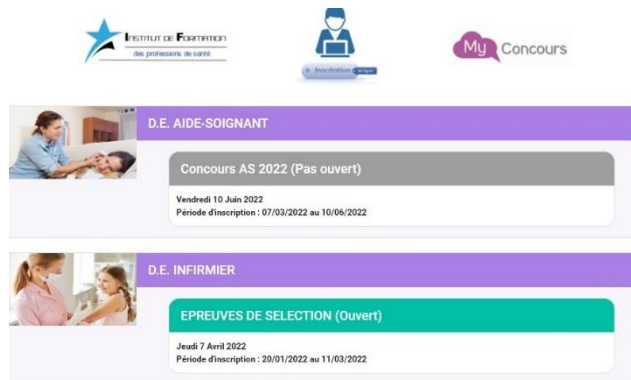 INSTITUT DE FORMATION
des professions de santé
Inscription en ligne
My Concours
D.E. AIDE-SOIGNANT
Concours AS 2022 (Pas ouvert)
Vendredi 10 Juin 2022
Période d'inscription : 07/03/2022 au 10/06/2022
D.E. INFIRMIER
EPREUVES DE SELECTION (Ouvert)
Jeudi 7 Avril 2022
Période d'inscription : 20/01/2022 au 11/03/2022